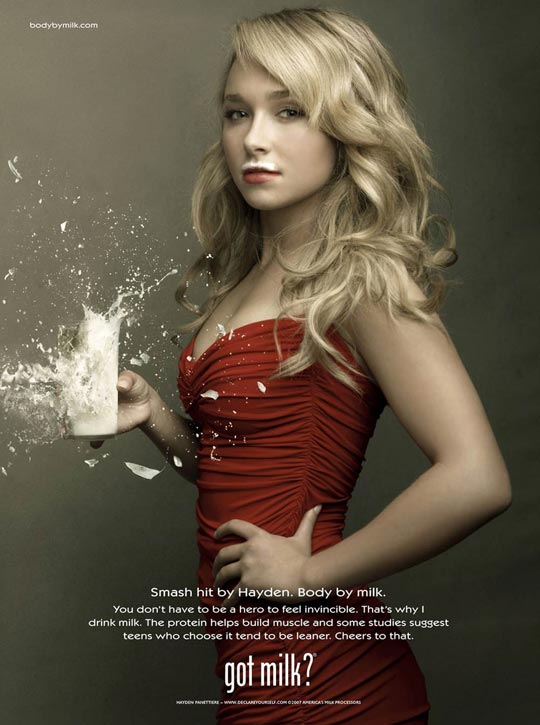 bodybymilk.com
Smash hit by Hayden. Body by milk.
You don't have to be a hero to feel invincible. That's why I
drink milk. The protein helps build muscle and some studies suggest
teens who choose it tend to be leaner. Cheers to that.
got milk?®
HAYDEN PANETTIERE » WWW.DECLAREYOURSELF.COM ©2007 AMERICA'S MILK PROCESSORS